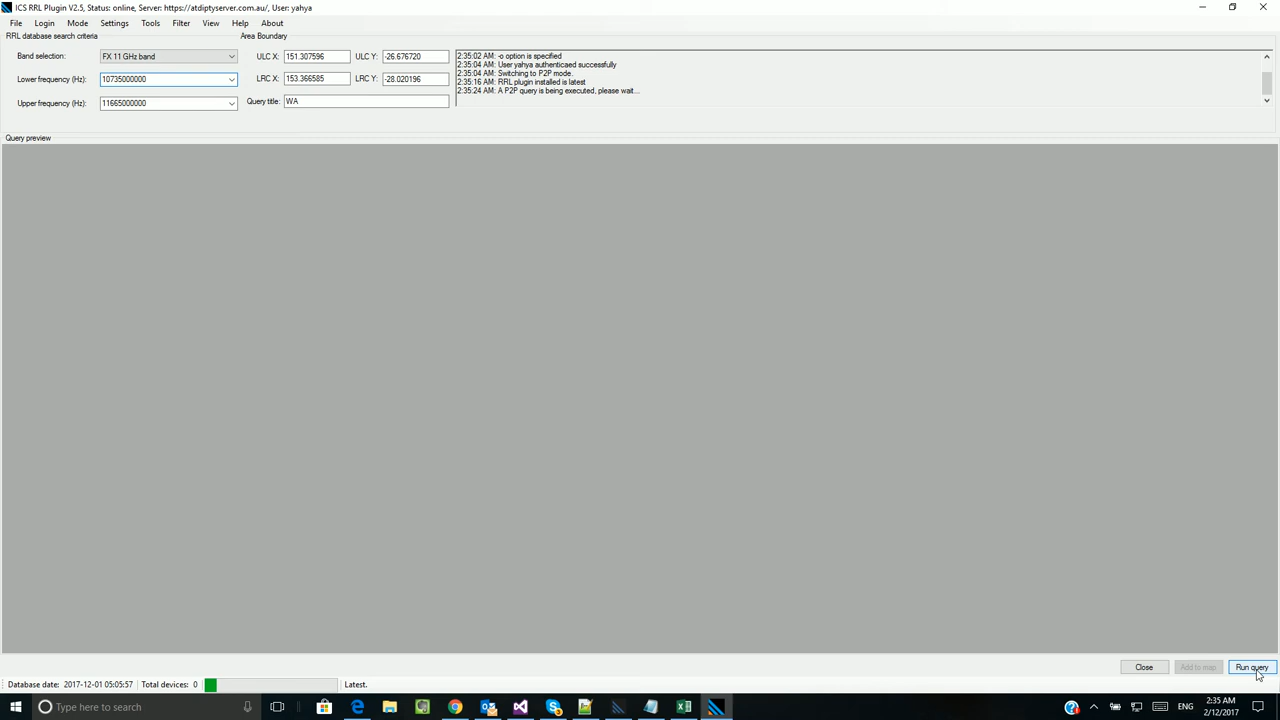 ICS RRL Plugin V2.5, Status: online, Server: https://atdiptyserver.com.au/, User: yahya
File Login Mode Settings Tools Filter View Help About
RRL database search criteria
Band selection: FX 11 GHz band
Lower frequency (Hz): 10735000000
Upper frequency (Hz): 11665000000
Area Boundary
ULC X: 151.307596 ULC Y: -26.676720
LRC X: 153.366585 LRC Y: -28.020196
Query title: WA
2:35:02 AM: -o option is specified
2:35:04 AM: User yahya authenticaed successfully
2:35:04 AM: Switching to P2P mode.
2:35:16 AM: RRL plugin installed is latest
2:35:24 AM: A P2P query is being executed, please wait...
Query preview
Close Add to map Run query
Database date: 2017-12-01 05:05:57 Total devices: 0 Latest.
Type here to search
ENG
2:35 AM
2/12/2017